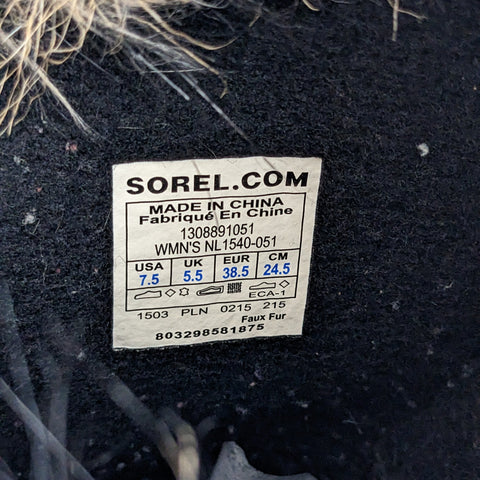 SOREL.COM
MADE IN CHINA
Fabriqué En Chine
1308891051
WMN'S NL1540-051
USA UK EUR CM
7.5 5.5 38.5 24.5
ECA-1
1503 PLN 0215 215
Faux Fur
803298581875